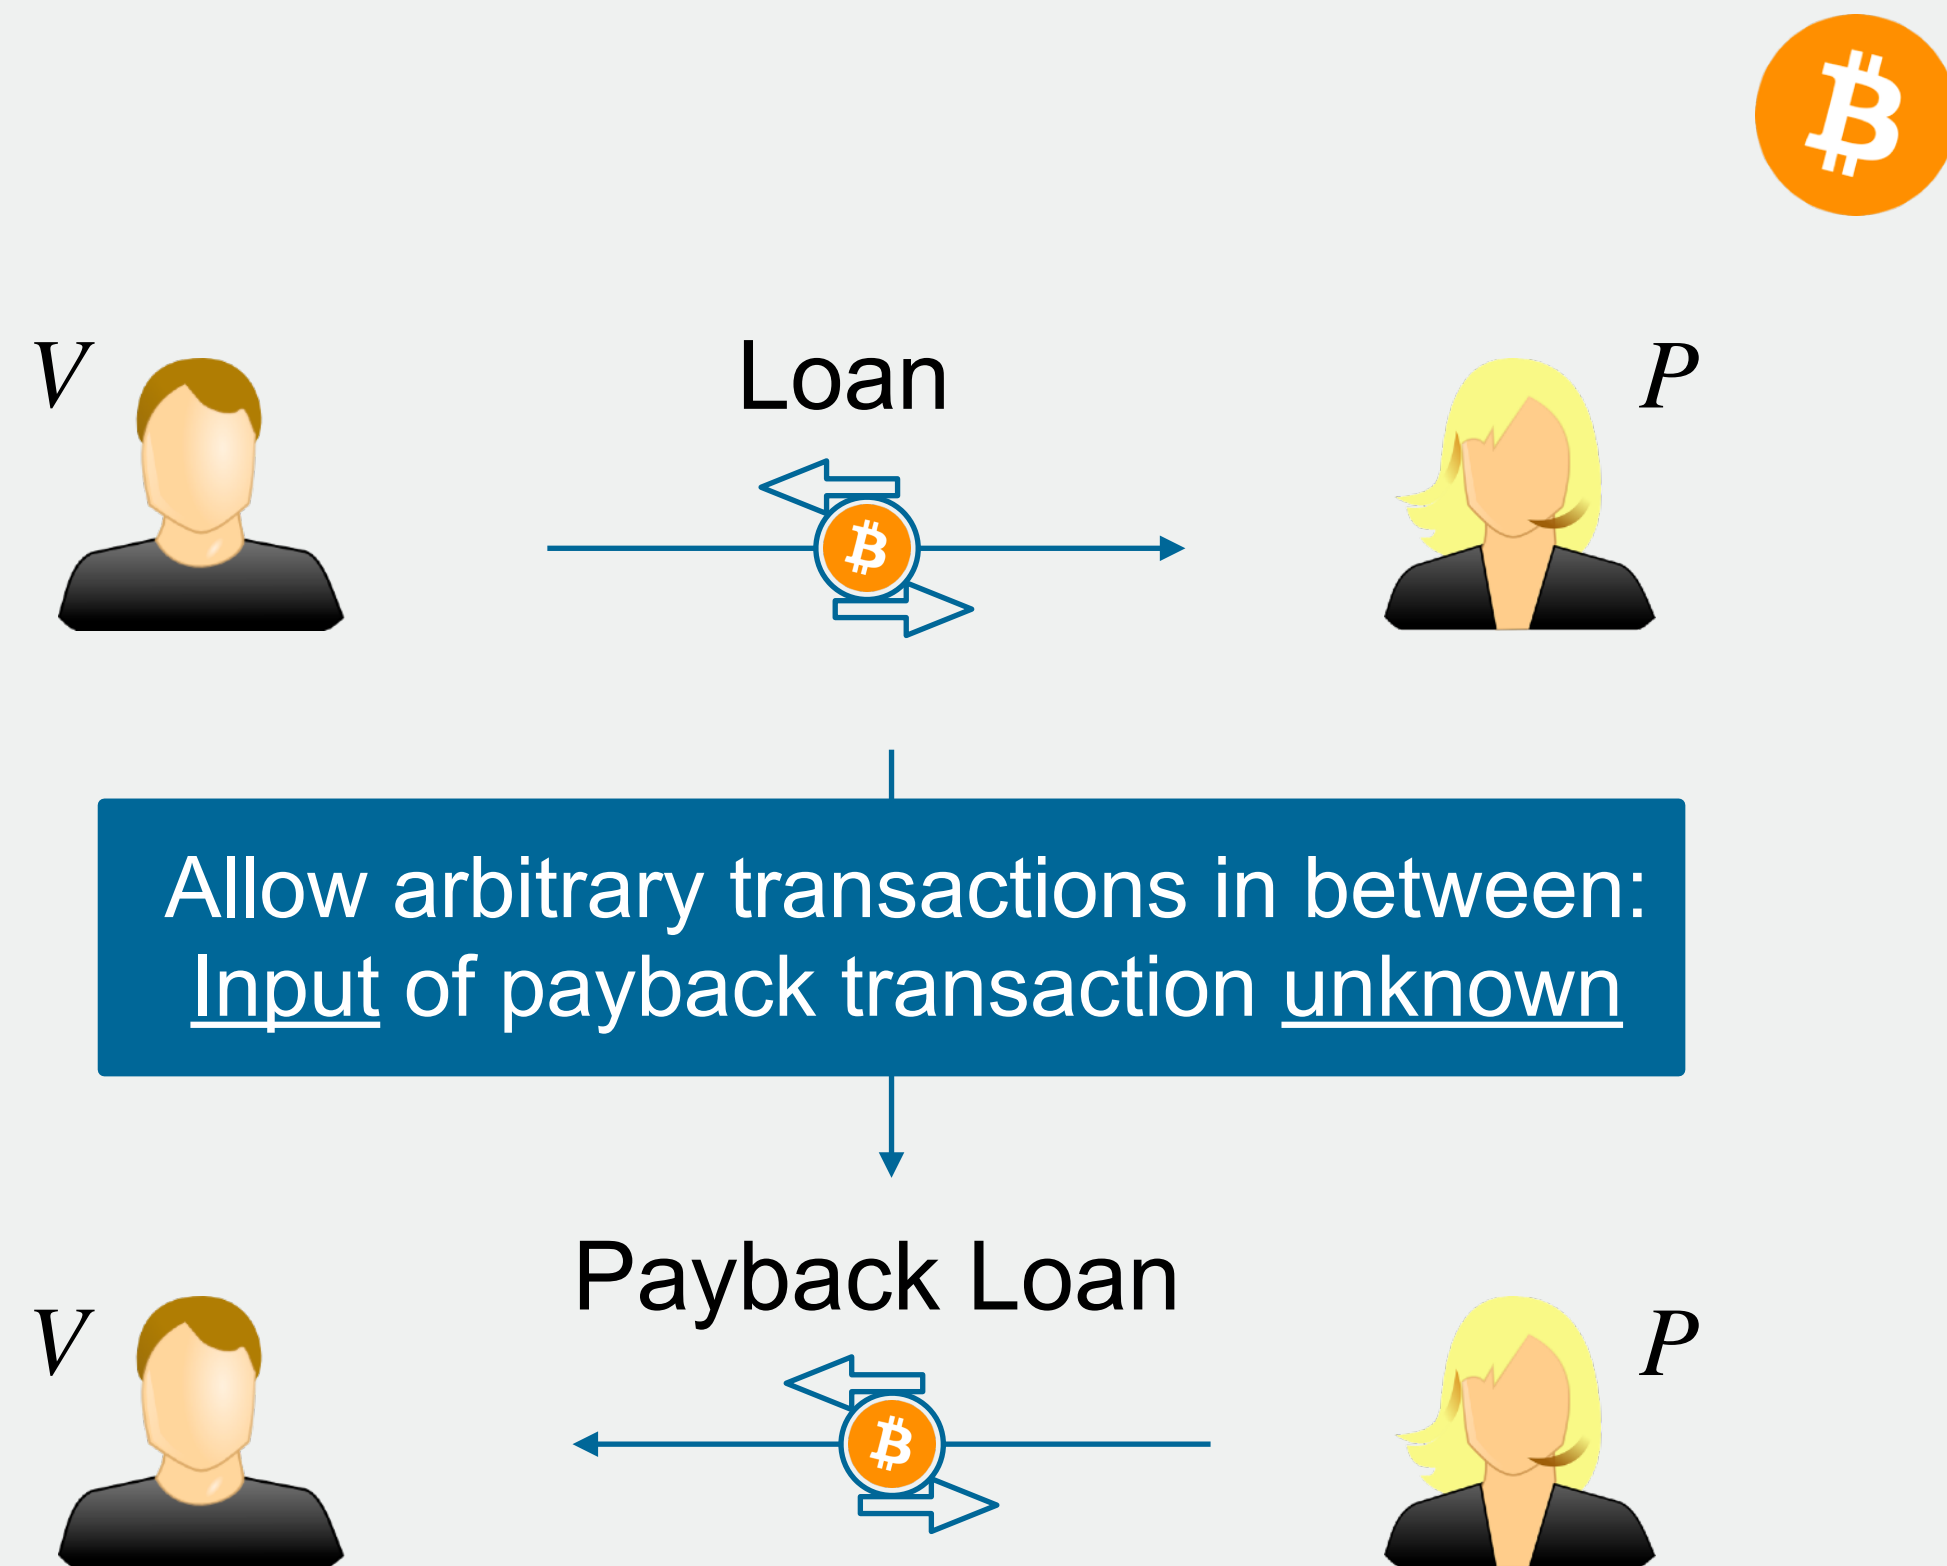 V
Loan
P
Allow arbitrary transactions in between:
Input of payback transaction unknown
Payback Loan
V
P